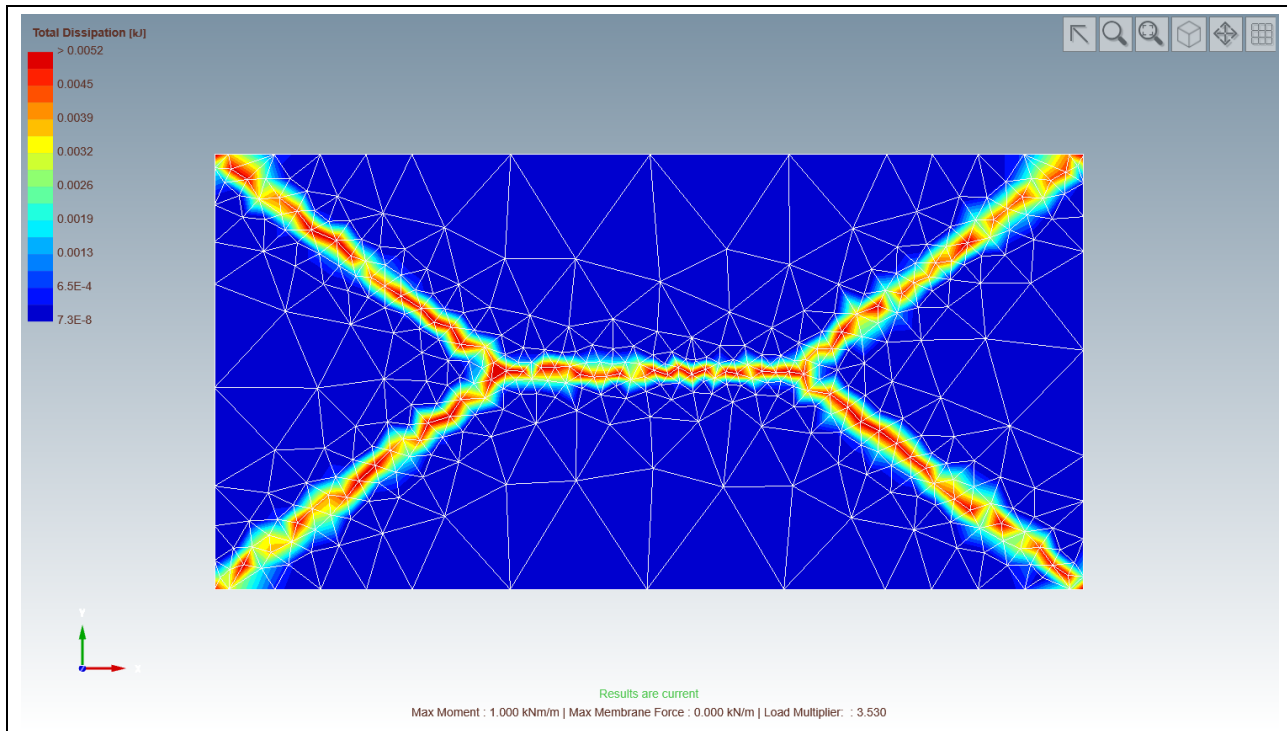 Total Dissipation [kJ]
> 0.0052
0.0045
0.0039
0.0032
0.0026
0.0019
0.0013
6.5E-4
7.3E-8
Y
X
Results are current
Max Moment : 1.000 kNm/m | Max Membrane Force : 0.000 kN/m | Load Multiplier: : 3.530